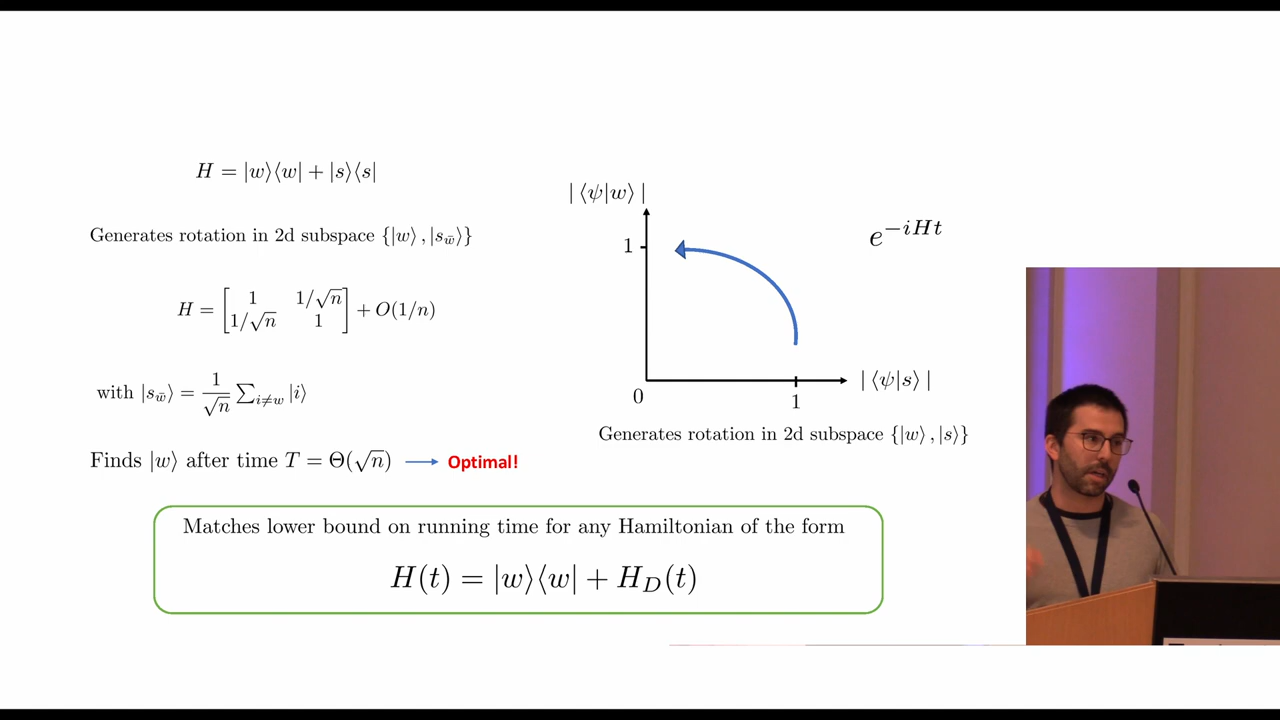 H = |w⟩⟨w| + |s⟩⟨s|
Generates rotation in 2d subspace {|w⟩ , |s_w̄⟩}
H = [1 1/√n; 1/√n 1] + O(1/n)
with |s_w̄⟩ = 1/√n ∑_{i≠w} |i⟩
Finds |w⟩ after time T = Θ(√n) → Optimal!
| ⟨ψ|w⟩ |
1
0
1
| ⟨ψ|s⟩ |
e^{-iHt}
Generates rotation in 2d subspace {|w⟩ , |s⟩}
Matches lower bound on running time for any Hamiltonian of the form
H(t) = |w⟩⟨w| + H_D(t)